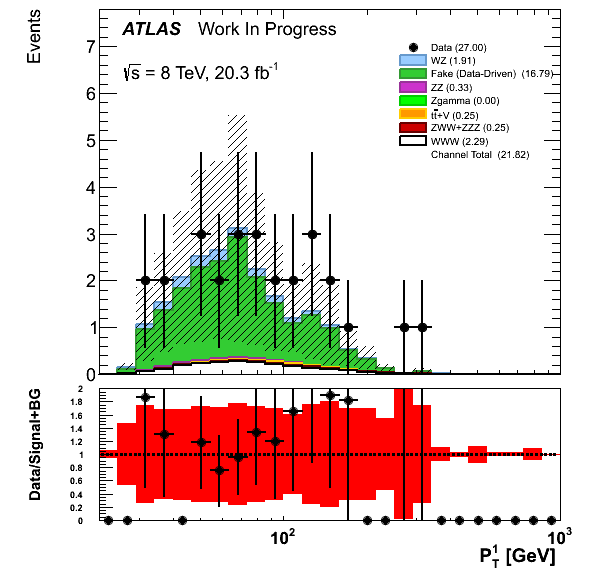 Events
ATLAS Work In Progress
√s = 8 TeV, 20.3 fb⁻¹
Data (27.00)
WZ (1.91)
Fake (Data-Driven) (16.79)
ZZ (0.33)
Zgamma (0.00)
tt̄+V (0.25)
ZWW+ZZZ (0.25)
WWW (2.29)
Channel Total (21.82)
7
6
5
4
3
2
1
0
Data/Signal+BG
2
1.8
1.6
1.4
1.2
1
0.8
0.6
0.4
0.2
0
10²
10³
P¹_T [GeV]